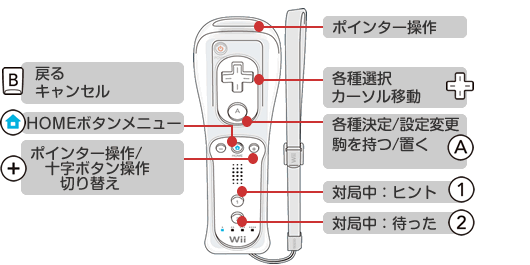 ポインター操作
B
戻る
キャンセル
各種選択
カーソル移動
HOMEボタンメニュー
各種決定/設定変更
駒を持つ/置く
A
+
ポインター操作/
十字ボタン操作
切り替え
対局中：ヒント
1
対局中：待った
2
A
HOME
1
Wii